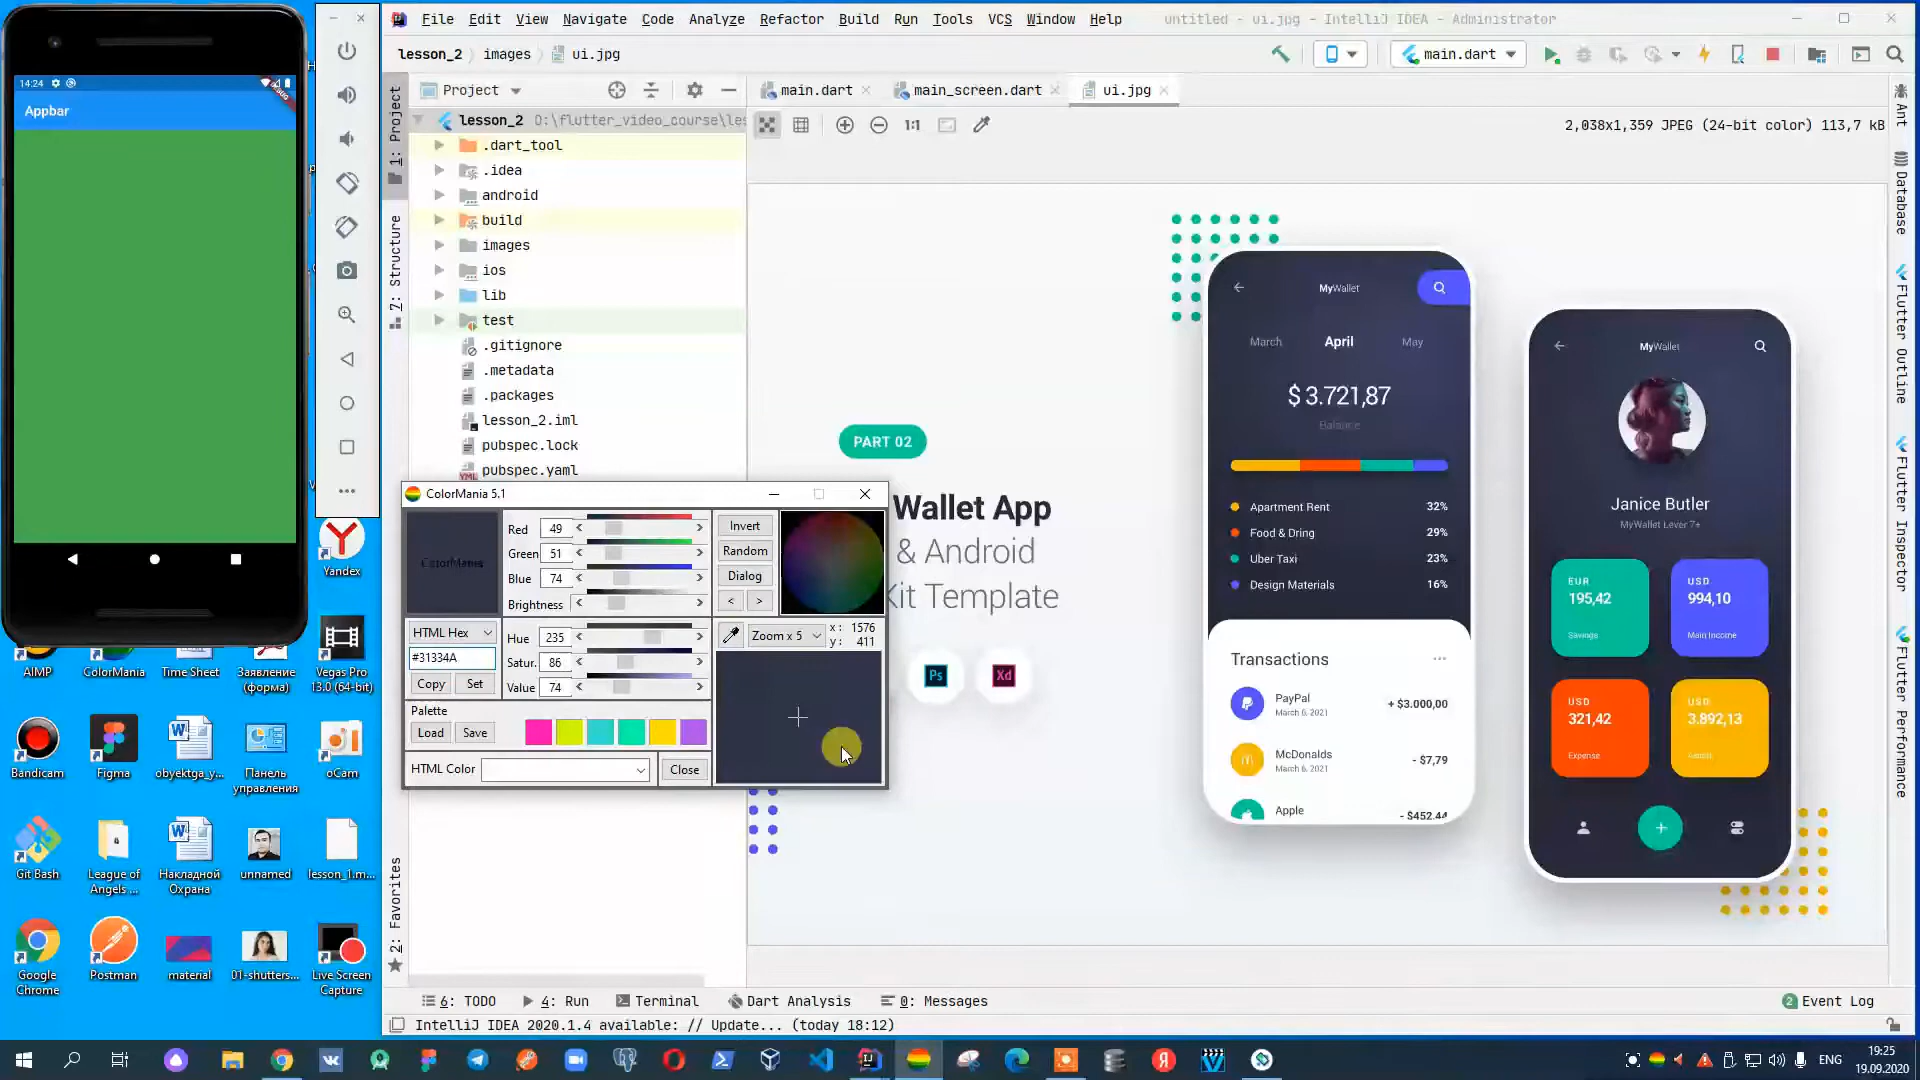 14:24
Appbar
File Edit View Navigate Code Analyze Refactor Build Run Tools VCS Window Help
untitled - ui.jpg - IntelliJ IDEA - Administrator
lesson_2 images ui.jpg
main.dart
1: Project
7: Structure
2: Favorites
Project
lesson_2 D:\flutter_video_course\les
.dart_tool
.idea
android
build
images
ios
lib
test
.gitignore
.metadata
.packages
lesson_2.iml
pubspec.lock
pubspec.yaml
main.dart main_screen.dart ui.jpg
1:1
2,038x1,359 JPEG (24-bit color) 113,7 kB
Ant
Database
Flutter Outline
Flutter Inspector
Flutter Performance
PART 02
Wallet App
& Android
Kit Template
Ps Xd
MyWallet
March April May
$ 3.721,87
Balance
Apartment Rent 32%
Food & Dring 29%
Uber Taxi 23%
Design Materials 16%
Transactions
PayPal
March 6, 2021
+ $3.000,00
McDonalds
March 6, 2021
- $7,79
Apple
- $452,44
MyWallet
Janice Butler
MyWallet Lever 7+
EUR
195,42
Savings
USD
994,10
Main Income
USD
321,42
Expense
USD
3.892,13
ColorMania 5.1
ColorMania
Red 49
Green 51
Blue 74
Brightness
Invert
Random
Dialog
< >
HTML Hex
#31334A
Copy Set
Hue 235
Satur. 86
Value 74
Zoom x 5
x: 1576
y: 411
Palette
Load Save
HTML Color
Close
Yandex
AIMP
ColorMania
Time Sheet
Заявление (форма)
Vegas Pro 13.0 (64-bit)
Bandicam
Figma
obyektga_y...
Панель управления
oCam
Git Bash
League of Angels ...
Накладной Охрана
unnamed
lesson_1.m...
Google Chrome
Postman
material
01-shutters...
Live Screen Capture
6: TODO 4: Run Terminal Dart Analysis 0: Messages
2 Event Log
IntelliJ IDEA 2020.1.4 available: // Update... (today 18:12)
ENG
19:25
19.09.2020